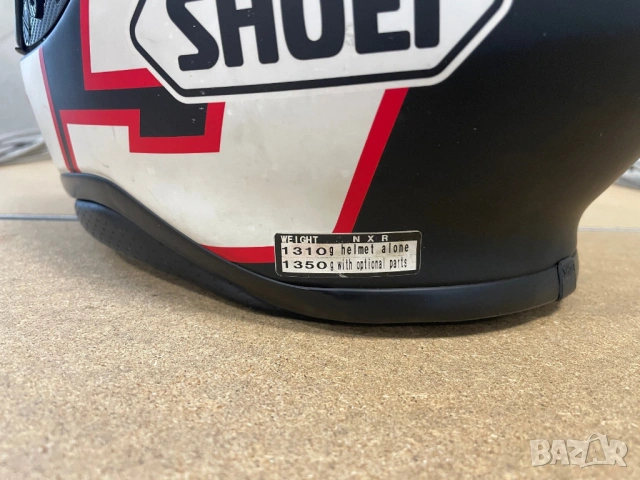 SHOEI
WEIGHT NXR
1310g helmet alone
1350g with optional parts
BAZAR